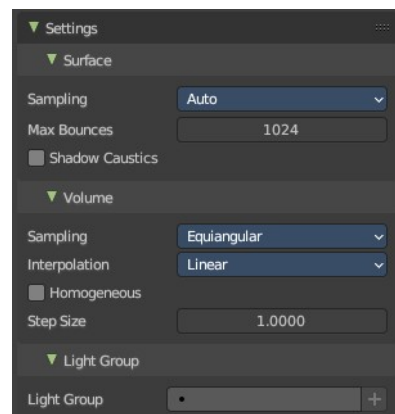 Settings
Surface
Sampling Auto
Max Bounces 1024
Shadow Caustics
Volume
Sampling Equiangular
Interpolation Linear
Homogeneous
Step Size 1.0000
Light Group
Light Group